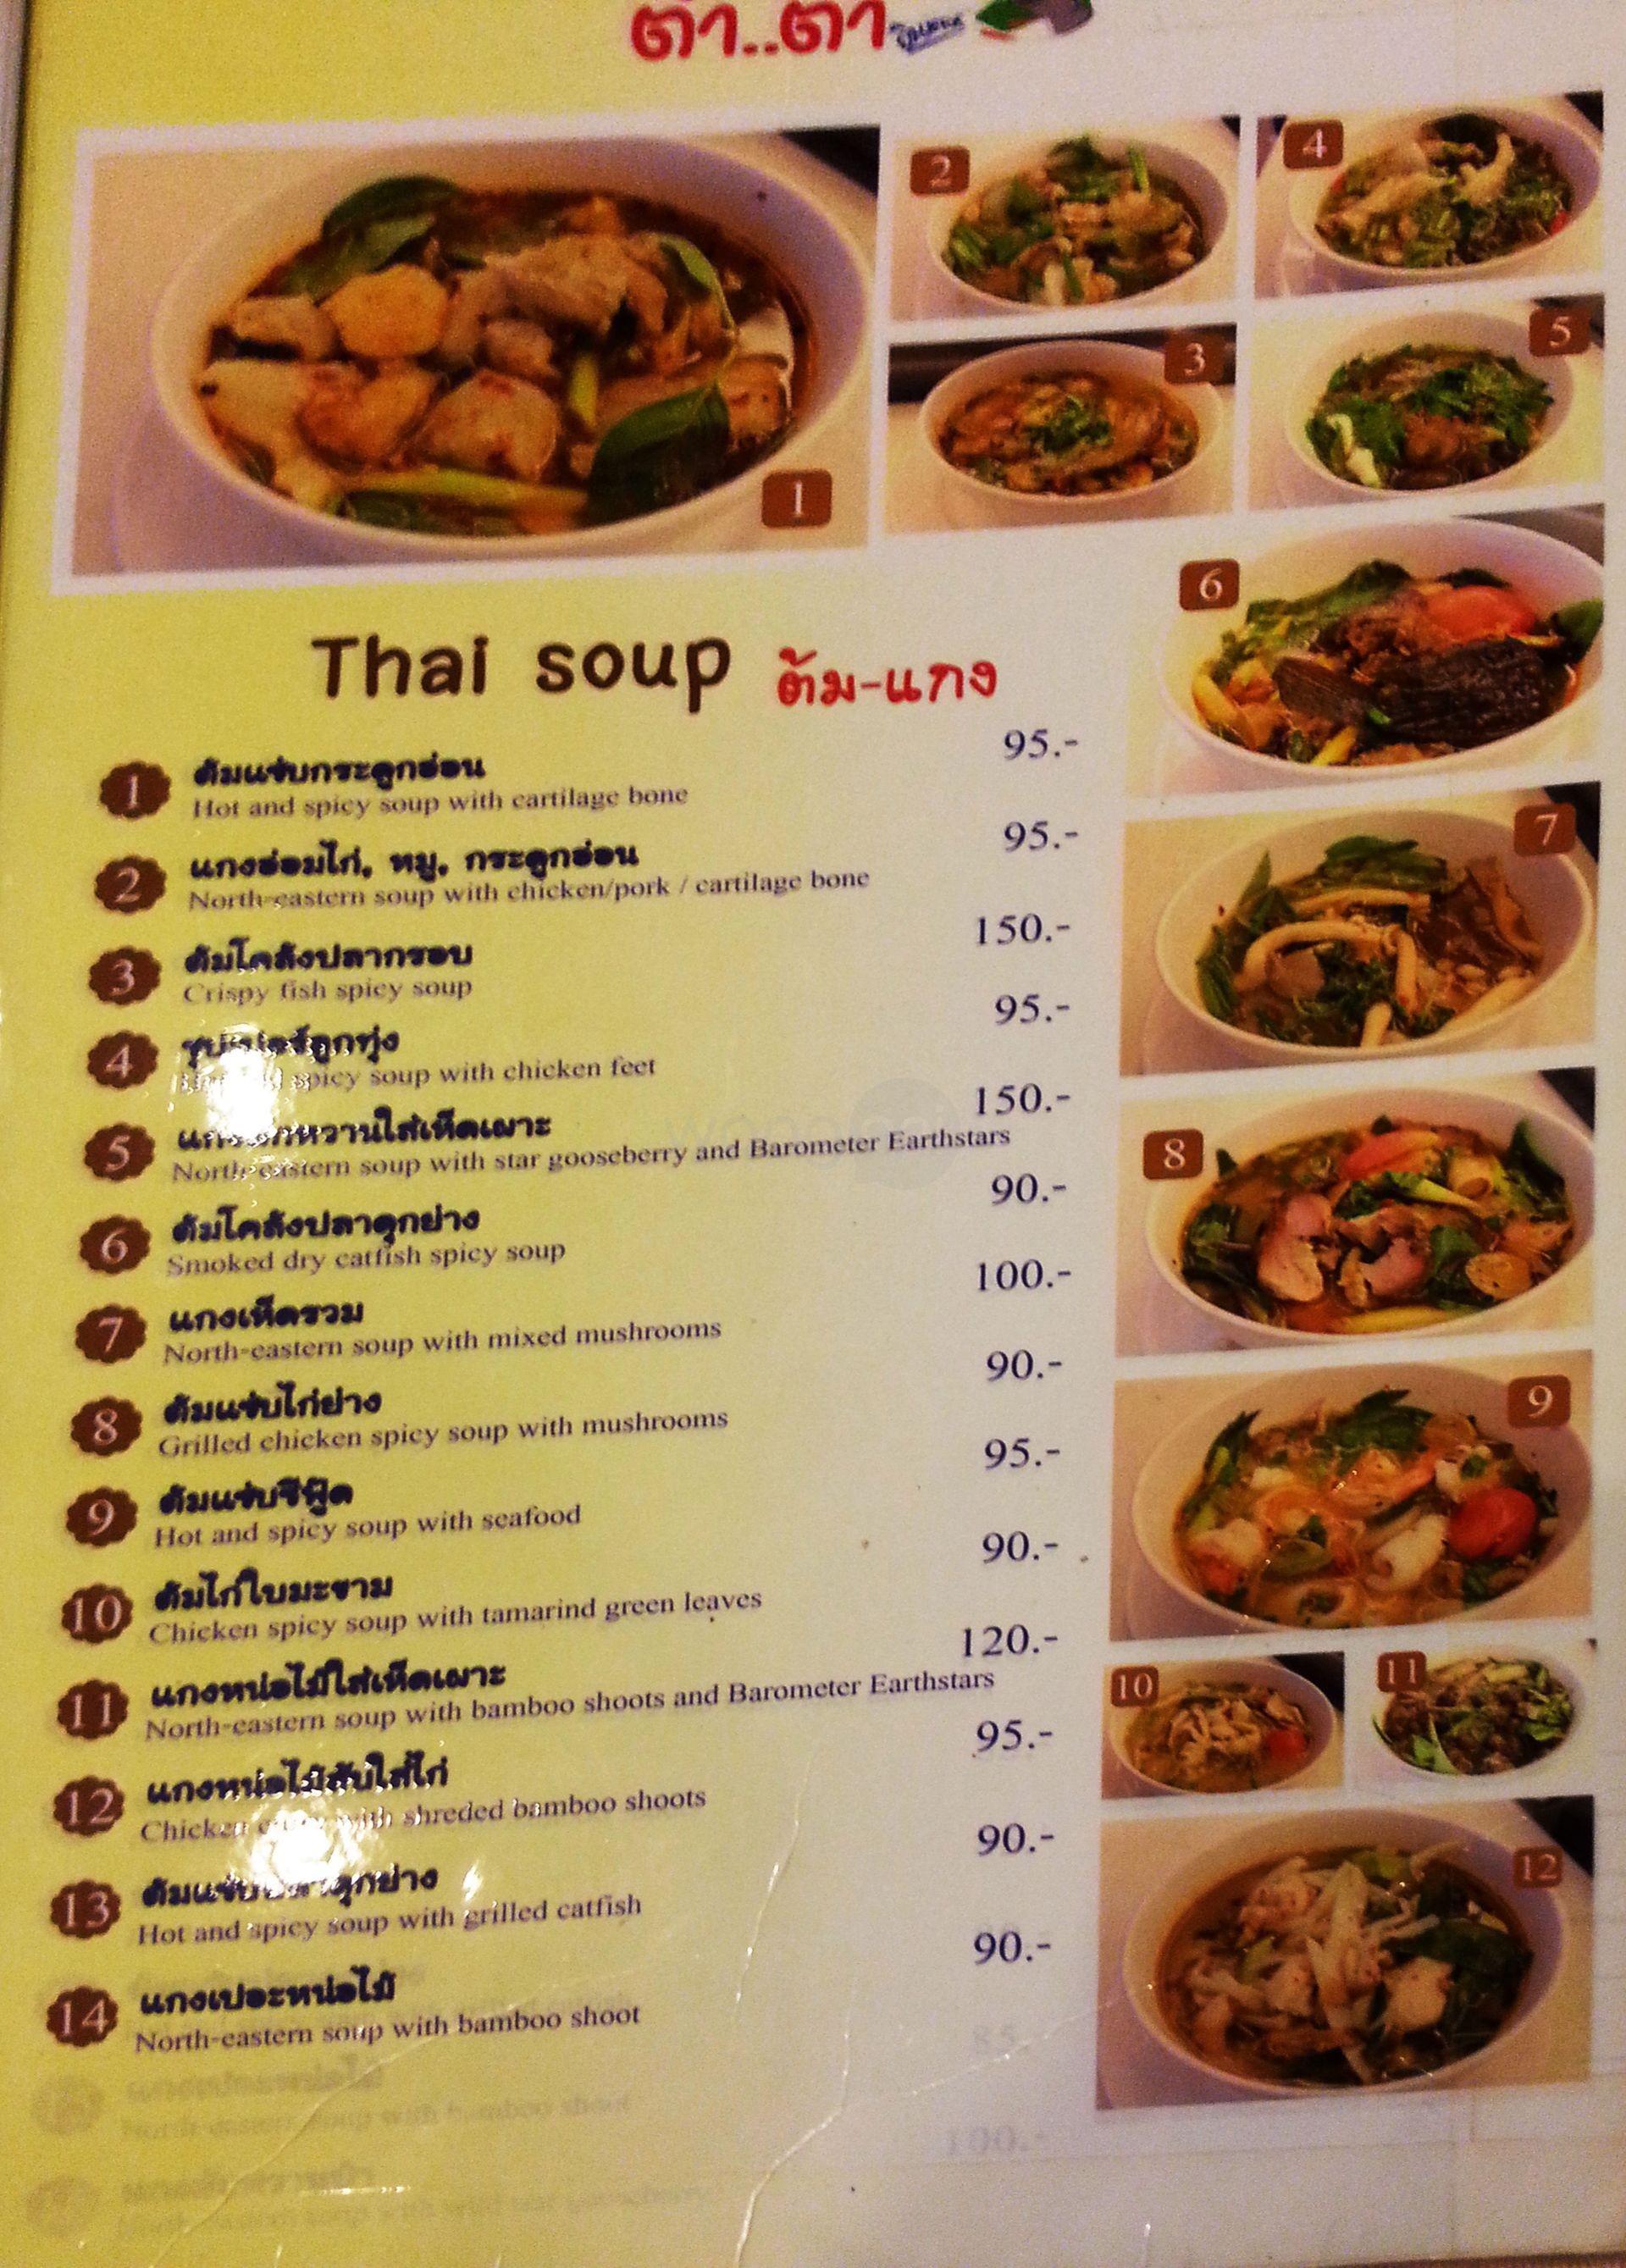 ตำ..ตำ
1
2
4
3
5
6
7
8
9
10
11
12
Thai soup ต้ม-แกง
1 ต้มแซ่บกระดูกอ่อน 95.-
Hot and spicy soup with cartilage bone
2 แกงอ่อมไก่, หมู, กระดูกอ่อน 95.-
North-eastern soup with chicken/pork / cartilage bone
3 ต้มโคล้งปลากรอบ 150.-
Crispy fish spicy soup
4 ซุปเปอร์ลูกทุ่ง 95.-
spicy soup with chicken feet
5 แกงผักหวานใส่เห็ดเผาะ 150.-
North-eastern soup with star gooseberry and Barometer Earthstars
6 ต้มโคล้งปลาดุกย่าง 90.-
Smoked dry catfish spicy soup
7 แกงเห็ดรวม 100.-
North-eastern soup with mixed mushrooms
8 ต้มแซ่บไก่ย่าง 90.-
Grilled chicken spicy soup with mushrooms
9 ต้มแซ่บซีฟู๊ด 95.-
Hot and spicy soup with seafood
10 ต้มไก่ใบมะขาม 90.-
Chicken spicy soup with tamarind green leaves
11 แกงหน่อไม้ใส่เห็ดเผาะ 120.-
North-eastern soup with bamboo shoots and Barometer Earthstars
12 แกงหน่อไม้สับใส่ไก่ 95.-
Chicken with shreded bamboo shoots
13 ต้มแซ่บปลาดุกย่าง 90.-
Hot and spicy soup with grilled catfish
14 แกงเปอะหน่อไม้ 90.-
North-eastern soup with bamboo shoot